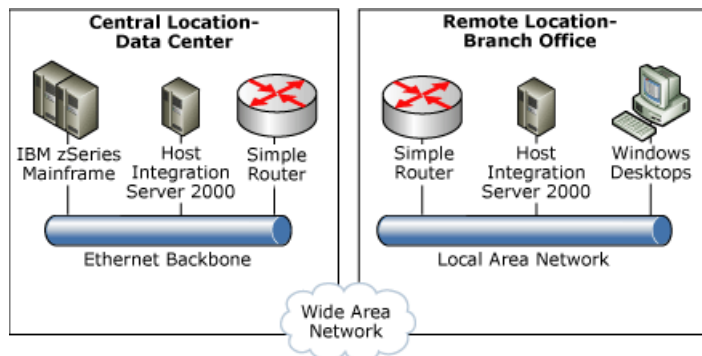 Central Location-
Data Center
IBM zSeries
Mainframe
Host
Integration
Server 2000
Simple
Router
Ethernet Backbone
Remote Location-
Branch Office
Simple
Router
Host
Integration
Server 2000
Windows
Desktops
Local Area Network
Wide Area
Network